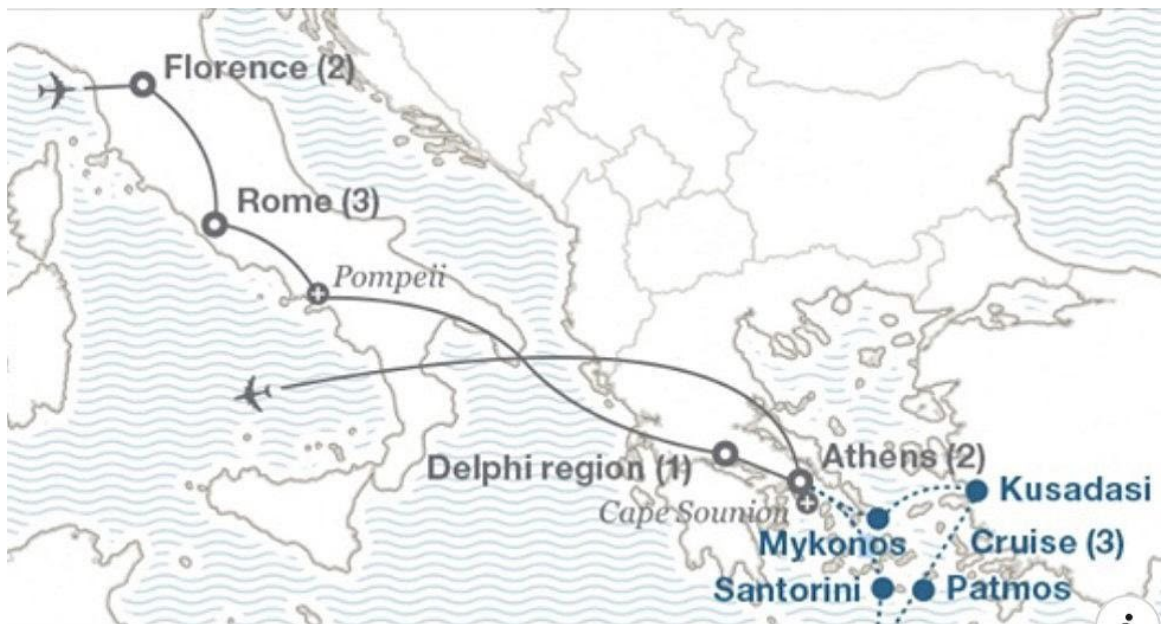 Florence (2)
Rome (3)
Pompeii
Delphi region (1)
Athens (2)
Cape Sounion
Kusadasi
Mykonos
Cruise (3)
Santorini
Patmos